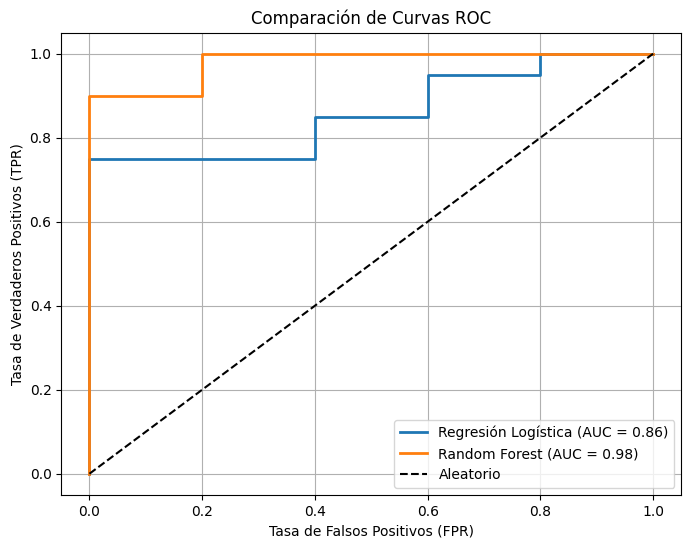 Comparación de Curvas ROC
Tasa de Verdaderos Positivos (TPR)
1.0
0.8
0.6
0.4
0.2
0.0
0.0 0.2 0.4 0.6 0.8 1.0
Tasa de Falsos Positivos (FPR)
Regresión Logística (AUC = 0.86)
Random Forest (AUC = 0.98)
Aleatorio